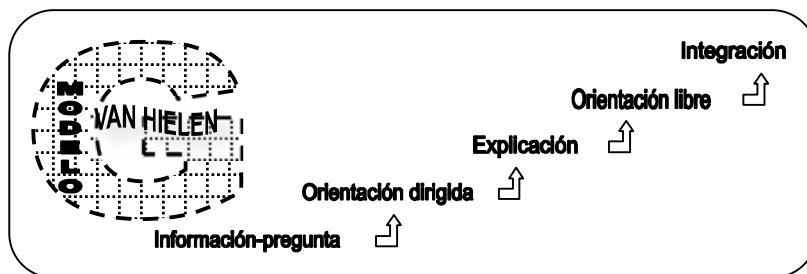 MODELO
VAN HIELEN
Integración
Orientación libre
Explicación
Orientación dirigida
Información-pregunta